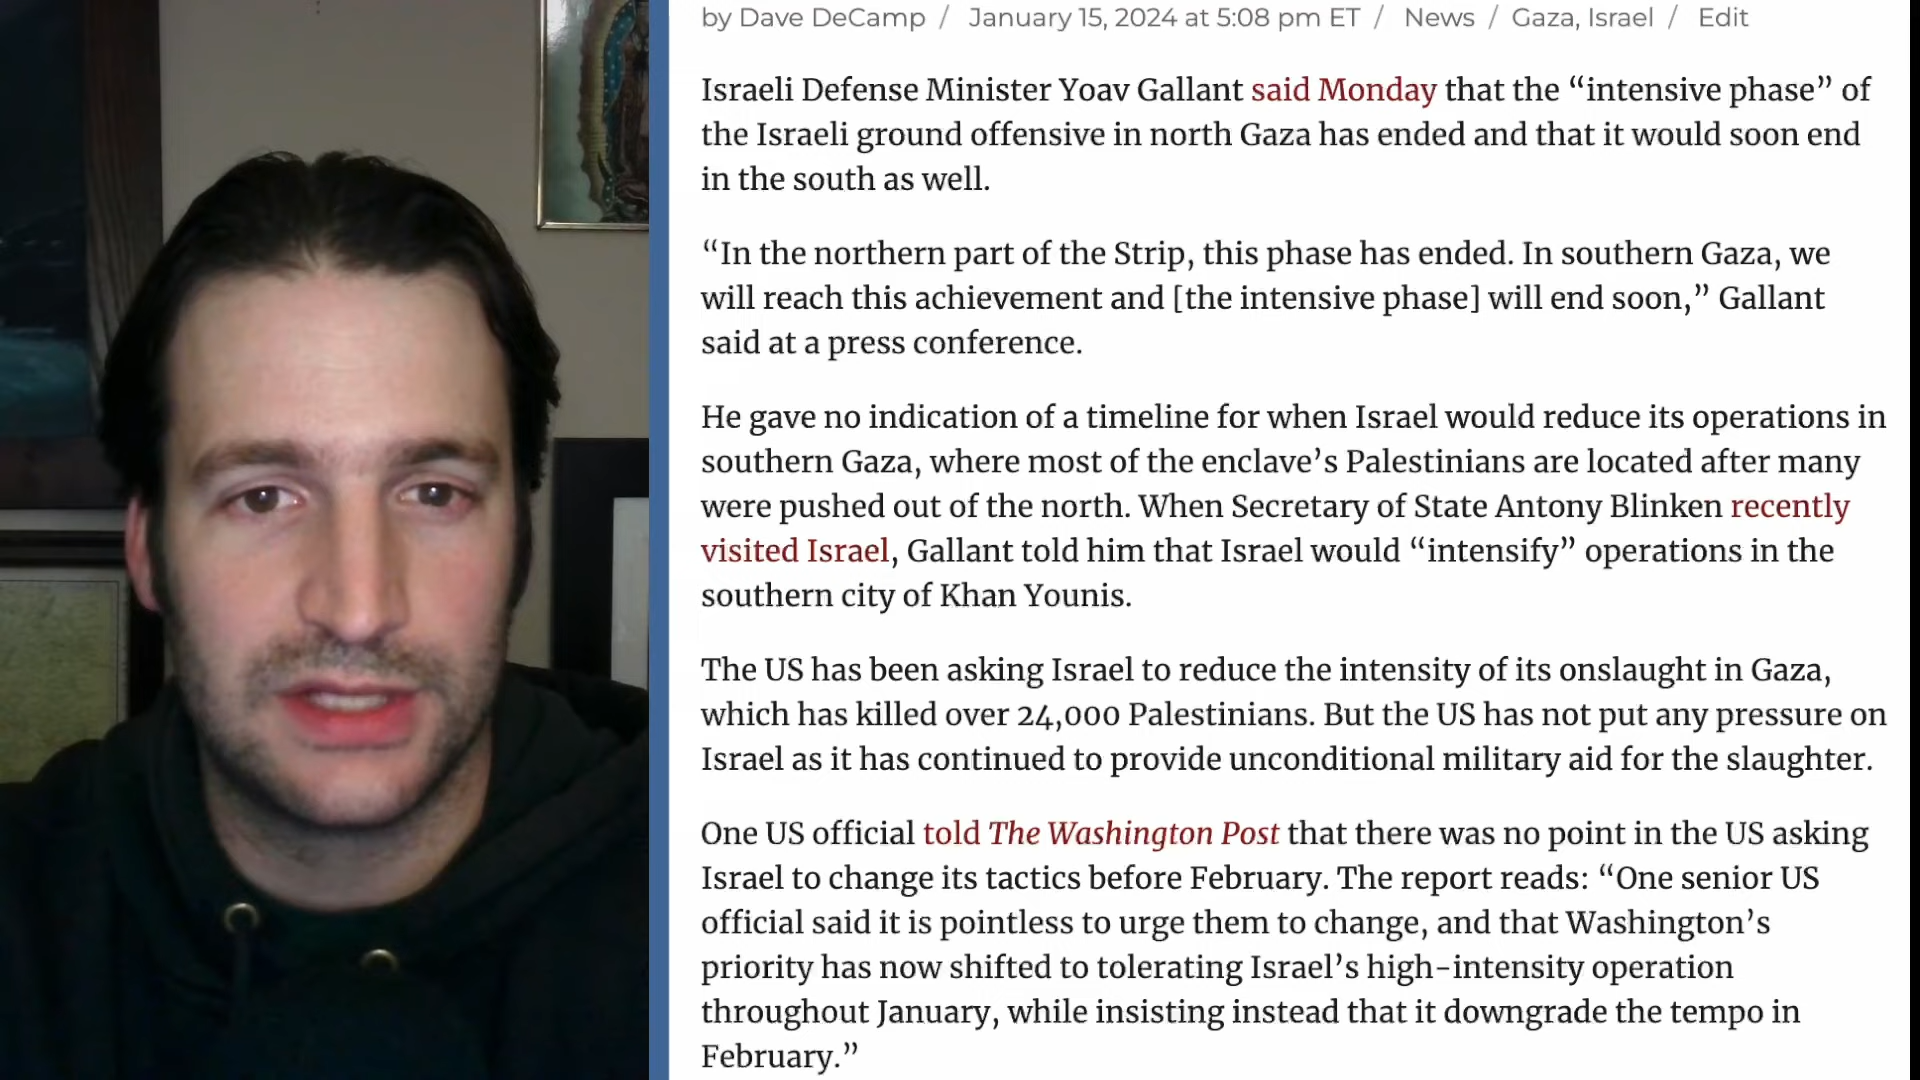 by Dave DeCamp / January 15, 2024 at 5:08 pm ET / News / Gaza, Israel / Edit
Israeli Defense Minister Yoav Gallant said Monday that the “intensive phase” of
the Israeli ground offensive in north Gaza has ended and that it would soon end
in the south as well.
“In the northern part of the Strip, this phase has ended. In southern Gaza, we
will reach this achievement and [the intensive phase] will end soon,” Gallant
said at a press conference.
He gave no indication of a timeline for when Israel would reduce its operations in
southern Gaza, where most of the enclave’s Palestinians are located after many
were pushed out of the north. When Secretary of State Antony Blinken recently
visited Israel, Gallant told him that Israel would “intensify” operations in the
southern city of Khan Younis.
The US has been asking Israel to reduce the intensity of its onslaught in Gaza,
which has killed over 24,000 Palestinians. But the US has not put any pressure on
Israel as it has continued to provide unconditional military aid for the slaughter.
One US official told The Washington Post that there was no point in the US asking
Israel to change its tactics before February. The report reads: “One senior US
official said it is pointless to urge them to change, and that Washington’s
priority has now shifted to tolerating Israel’s high-intensity operation
throughout January, while insisting instead that it downgrade the tempo in
February.”